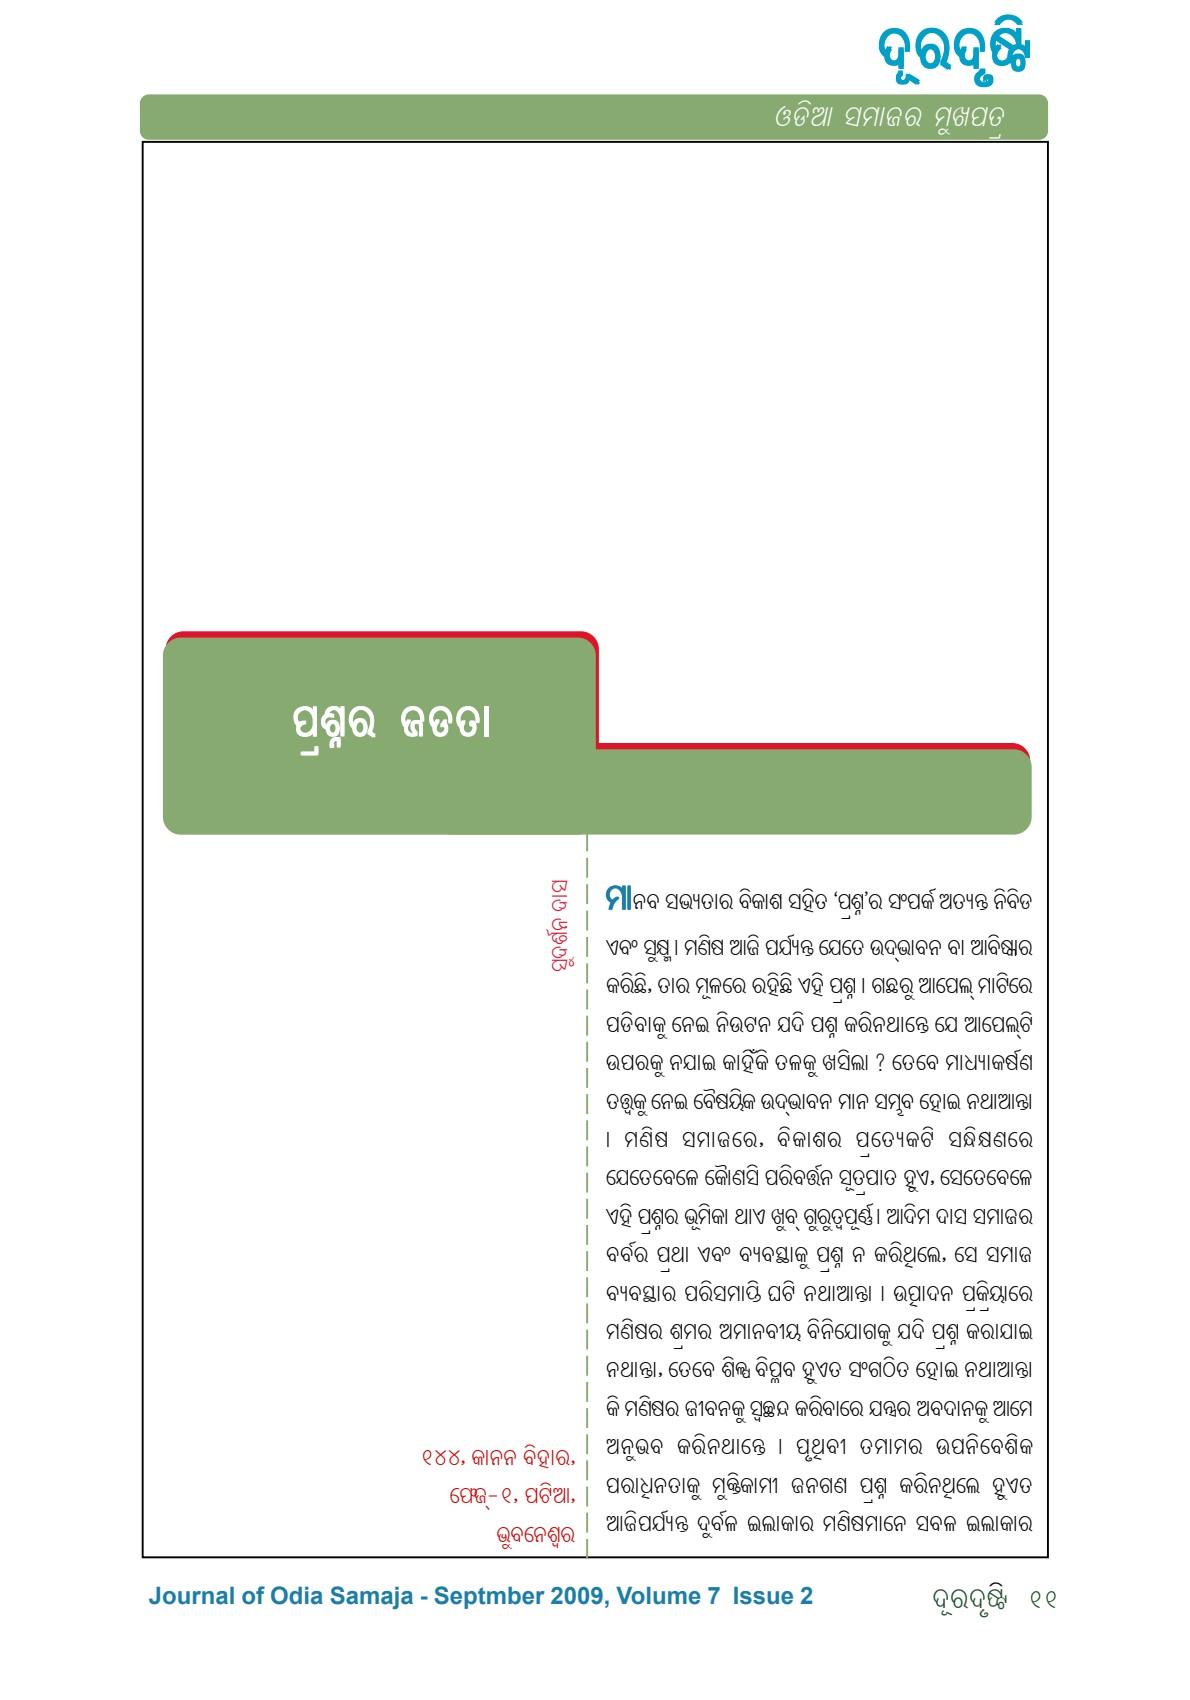 ଦୂରଦୃଷ୍ଟି
ଓଡିଆ ସମାଜର ମୁଖପତ୍ର
ପ୍ରଶ୍ନର ଜଡତା
ସୁଦର୍ଶନ ଦାସ
ମାନବ ସଭ୍ୟତାର ବିକାଶ ସହିତ ‘ପ୍ରଶ୍ନ’ର ସଂପର୍କ ଅତ୍ୟନ୍ତ ନିବିଡ
ଏବଂ ସୁକ୍ଷ୍ମ। ମଣିଷ ଆଜି ପର୍ଯ୍ୟନ୍ତ ଯେତେ ଉଦ୍‌ଭାବନ ବା ଆବିଷ୍କାର
କରିଛି, ତାର ମୂଳରେ ରହିଛି ଏହି ପ୍ରଶ୍ନ। ଗଛରୁ ଆପେଲ୍ ମାଟିରେ
ପଡିବାକୁ ନେଇ ନିଉଟନ ଯଦି ପଶ୍ନ କରିନଥାନ୍ତେ ଯେ ଆପେଲ୍‌ଟି
ଉପରକୁ ନଯାଇ କାହିଁକି ତଳକୁ ଖସିଲା ? ତେବେ ମାଧ୍ୟାକର୍ଷଣ
ତତ୍ତ୍ୱକୁ ନେଇ ବୈଷୟିକ ଉଦ୍‌ଭାବନ ମାନ ସମ୍ଭବ ହୋଇ ନଥାଆନ୍ତା
। ମଣିଷ ସମାଜରେ, ବିକାଶର ପ୍ରତ୍ୟେକଟି ସନ୍ଧିକ୍ଷଣରେ
ଯେତେବେଳେ କୌଣସି ପରିବର୍ତ୍ତନ ସୂତ୍ରପାତ ହୁଏ, ସେତେବେଳେ
ଏହି ପ୍ରଶ୍ନର ଭୂମିକା ଥାଏ ଖୁବ୍ ଗୁରୁତ୍ୱପୂର୍ଣ୍ଣ। ଆଦିମ ଦାସ ସମାଜର
ବର୍ବର ପ୍ରଥା ଏବଂ ବ୍ୟବସ୍ଥାକୁ ପ୍ରଶ୍ନ ନ କରିଥିଲେ, ସେ ସମାଜ
ବ୍ୟବସ୍ଥାର ପରିସମାପ୍ତି ଘଟି ନଥାଆନ୍ତା । ଉତ୍ପାଦନ ପ୍ରକ୍ରିୟାରେ
ମଣିଷର ଶ୍ରମର ଅମାନବୀୟ ବିନିଯୋଗକୁ ଯଦି ପ୍ରଶ୍ନ କରାଯାଇ
ନଥାନ୍ତା, ତେବେ ଶିଳ୍ପ ବିପ୍ଳବ ହୁଏତ ସଂଗଠିତ ହୋଇ ନଥାଆନ୍ତା
କି ମଣିଷର ଜୀବନକୁ ସ୍ୱଚ୍ଛନ୍ଦ କରିବାରେ ଯନ୍ତ୍ରର ଅବଦାନକୁ ଆମେ
ଅନୁଭବ କରିନଥାନ୍ତେ । ପୃଥିବୀ ତମାମର ଉପନିବେଶିକ
ପରାଧିନତାକୁ ମୁକ୍ତିକାମୀ ଜନଗଣ ପ୍ରଶ୍ନ କରିନଥିଲେ ହୁଏତ
ଆଜିପର୍ଯ୍ୟନ୍ତ ଦୁର୍ବଳ ଇଲାକାର ମଣିଷମାନେ ସବଳ ଇଲାକାର
୧୪୪, କାନନ ବିହାର,
ଫେଜ୍-୧, ପଟିଆ,
ଭୁବନେଶ୍ୱର
Journal of Odia Samaja - Septmber 2009, Volume 7 Issue 2
ଦୂରଦୃଷ୍ଟି ୧୧